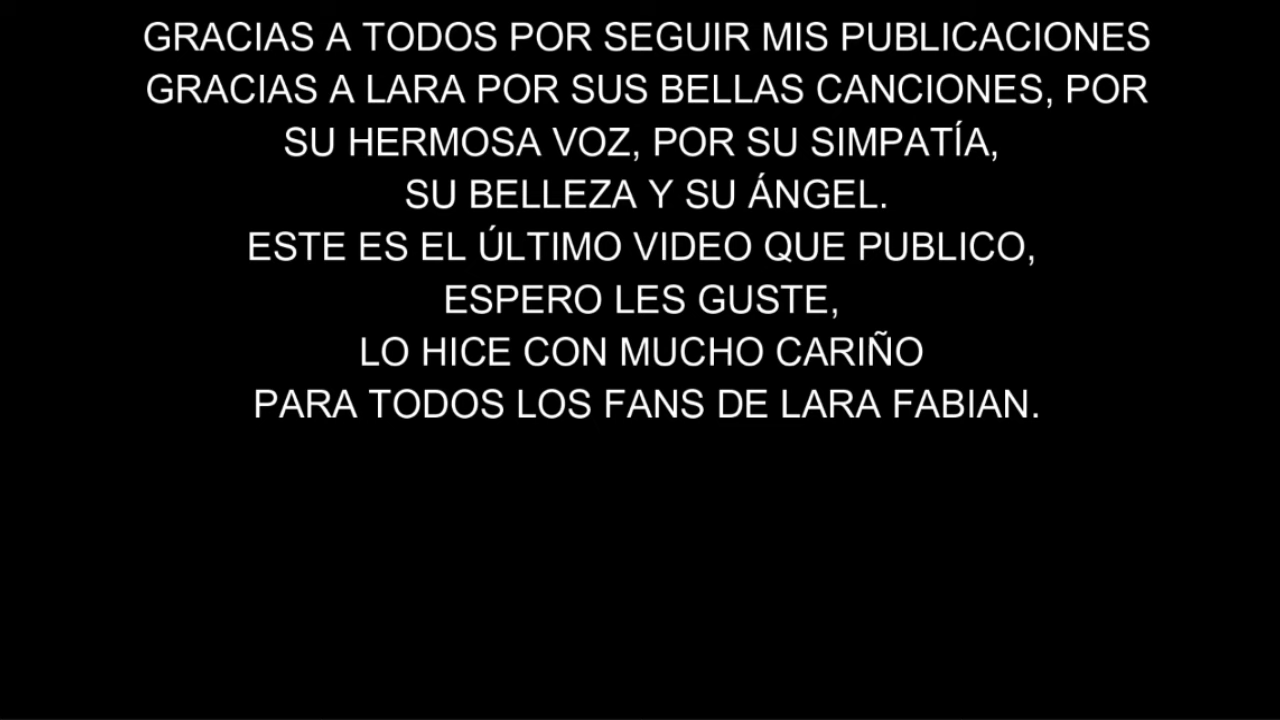 GRACIAS A TODOS POR SEGUIR MIS PUBLICACIONES
GRACIAS A LARA POR SUS BELLAS CANCIONES, POR
SU HERMOSA VOZ, POR SU SIMPATÍA,
SU BELLEZA Y SU ÁNGEL.
ESTE ES EL ÚLTIMO VIDEO QUE PUBLICO,
ESPERO LES GUSTE,
LO HICE CON MUCHO CARIÑO
PARA TODOS LOS FANS DE LARA FABIAN.